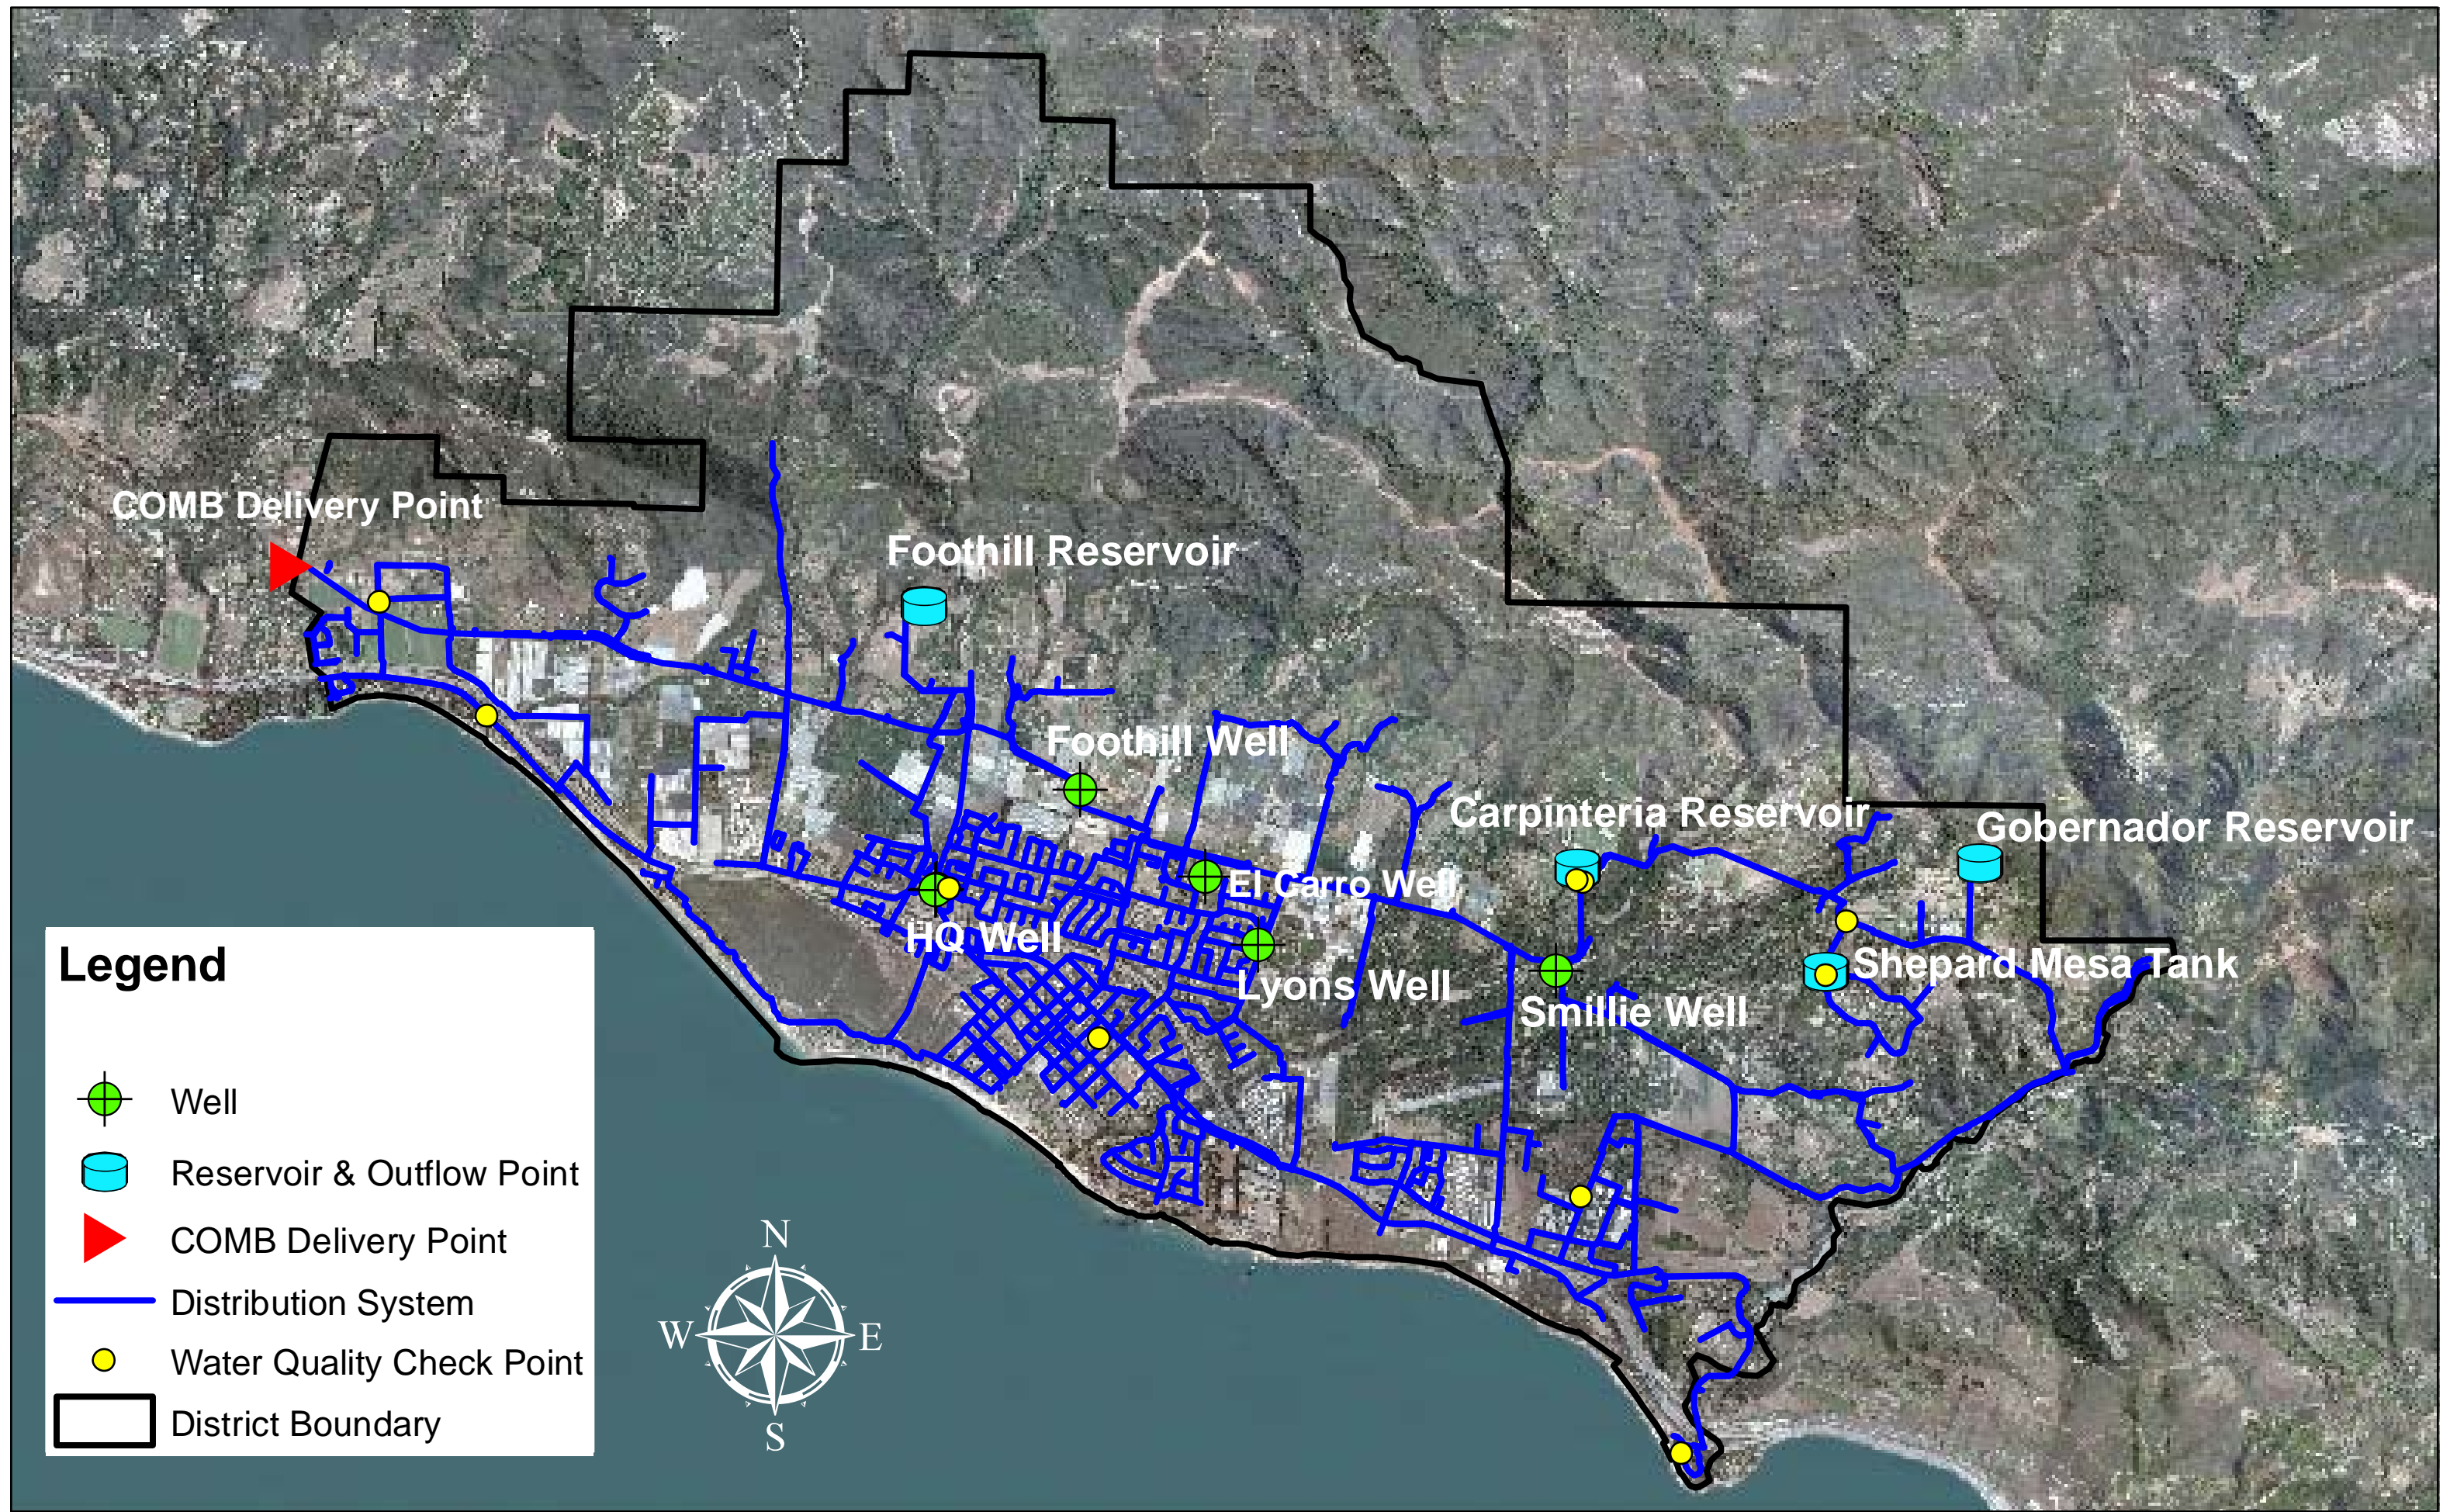 COMB Delivery Point
Foothill Reservoir
Foothill Well
Carpinteria Reservoir
Gobernador Reservoir
El Carro Well
HQ Well
Shepard Mesa Tank
Lyons Well
Smillie Well
Legend
Well
Reservoir & Outflow Point
COMB Delivery Point
Distribution System
Water Quality Check Point
District Boundary
N
W
E
S